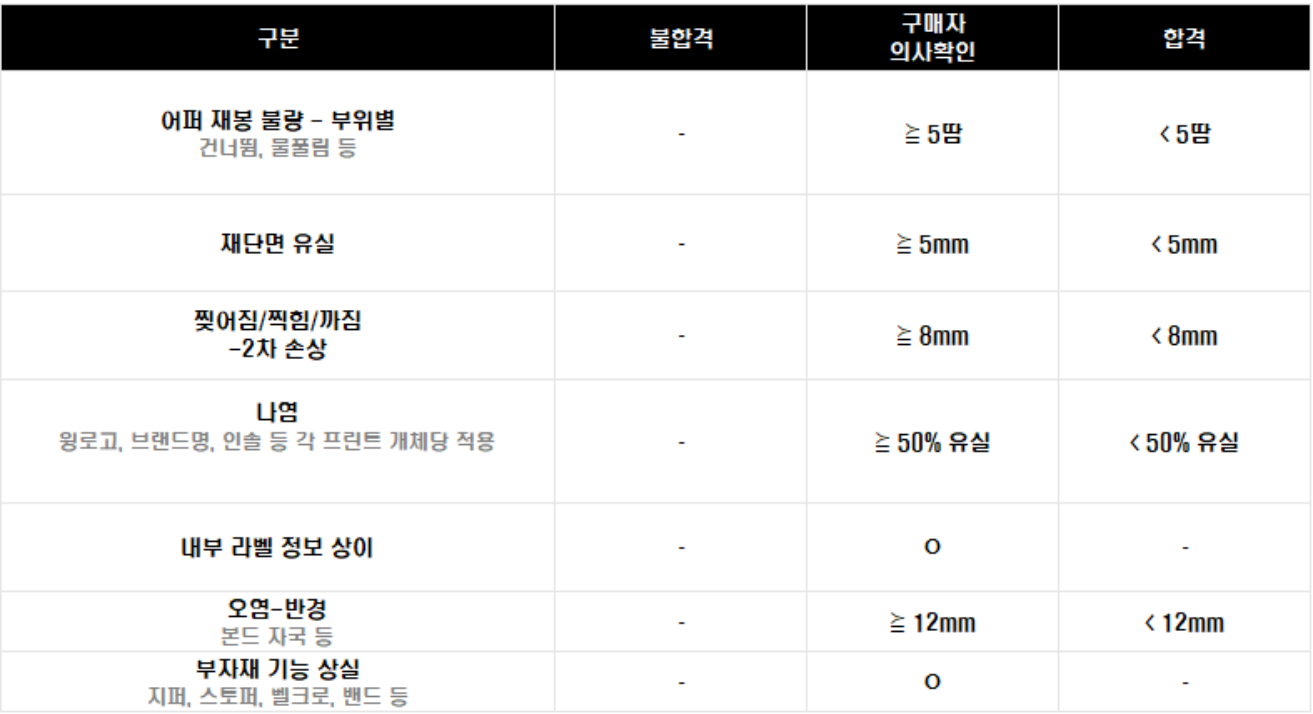 구분 불합격 구매자 의사확인 합격
어퍼 재봉 불량 - 부위별 - ≧ 5땀 < 5땀
건너뜀, 물풀림 등
재단면 유실 - ≧ 5mm < 5mm
찢어짐/찍힘/까짐 - ≧ 8mm < 8mm
-2차 손상
나염 - ≧ 50% 유실 < 50% 유실
윙로고, 브랜드명, 인솔 등 각 프린트 개체당 적용
내부 라벨 정보 상이 - O -
오염-반경 - ≧ 12mm < 12mm
본드 자국 등
부자재 기능 상실 - O -
지퍼, 스토퍼, 벨크로, 밴드 등